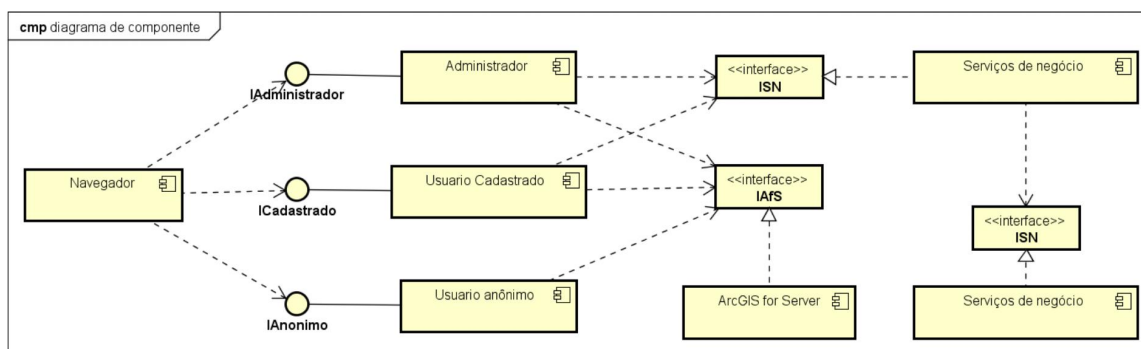 cmp diagrama de componente
IAdministrador
Administrador
<<interface>>
ISN
Serviços de negócio
Navegador
ICadastrado
Usuario Cadastrado
<<interface>>
IAfS
<<interface>>
ISN
IAnonimo
Usuario anônimo
ArcGIS for Server
Serviços de negócio